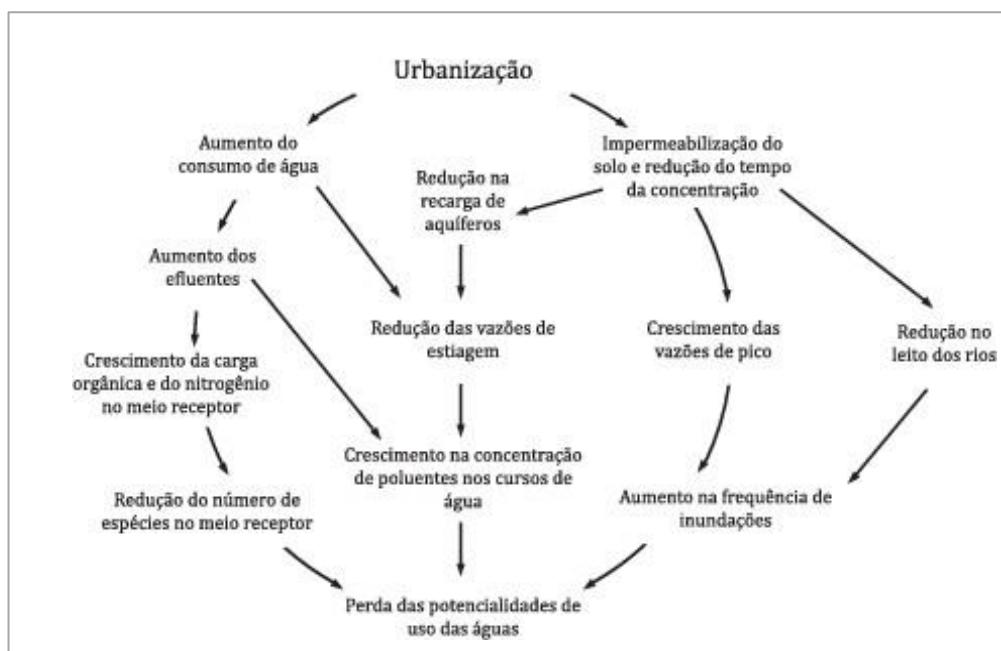 Urbanização
Aumento do
consumo de água
Impermeabilização do
solo e redução do tempo
da concentração
Redução na
recarga de
aquíferos
Aumento dos
efluentes
Redução das vazões de
estiagem
Crescimento das
vazões de pico
Redução no
leito dos rios
Crescimento da carga
orgânica e do nitrogênio
no meio receptor
Crescimento na concentração
de poluentes nos cursos de
água
Redução do número de
espécies no meio receptor
Aumento na frequência de
inundações
Perda das potencialidades de
uso das águas